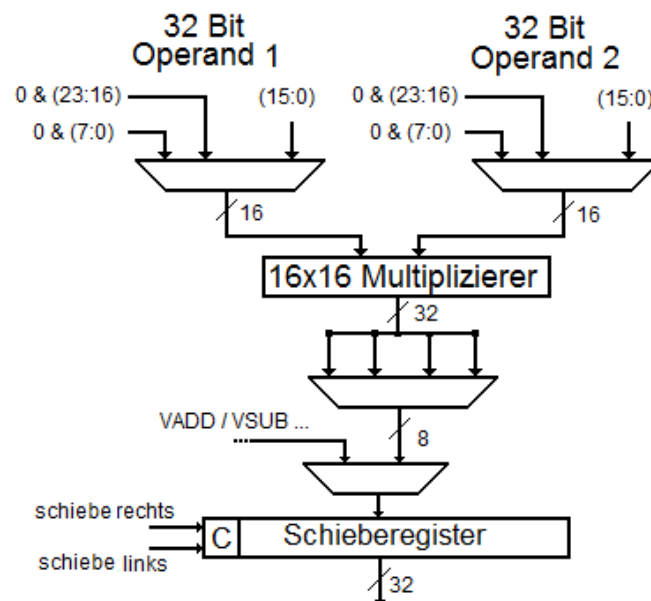 32 Bit
Operand 1
32 Bit
Operand 2
0 & (23:16)
(15:0)
0 & (7:0)
0 & (23:16)
(15:0)
0 & (7:0)
16
16
16x16 Multiplizierer
32
VADD / VSUB ...
8
schiebe rechts
C
Schieberegister
schiebe links
32